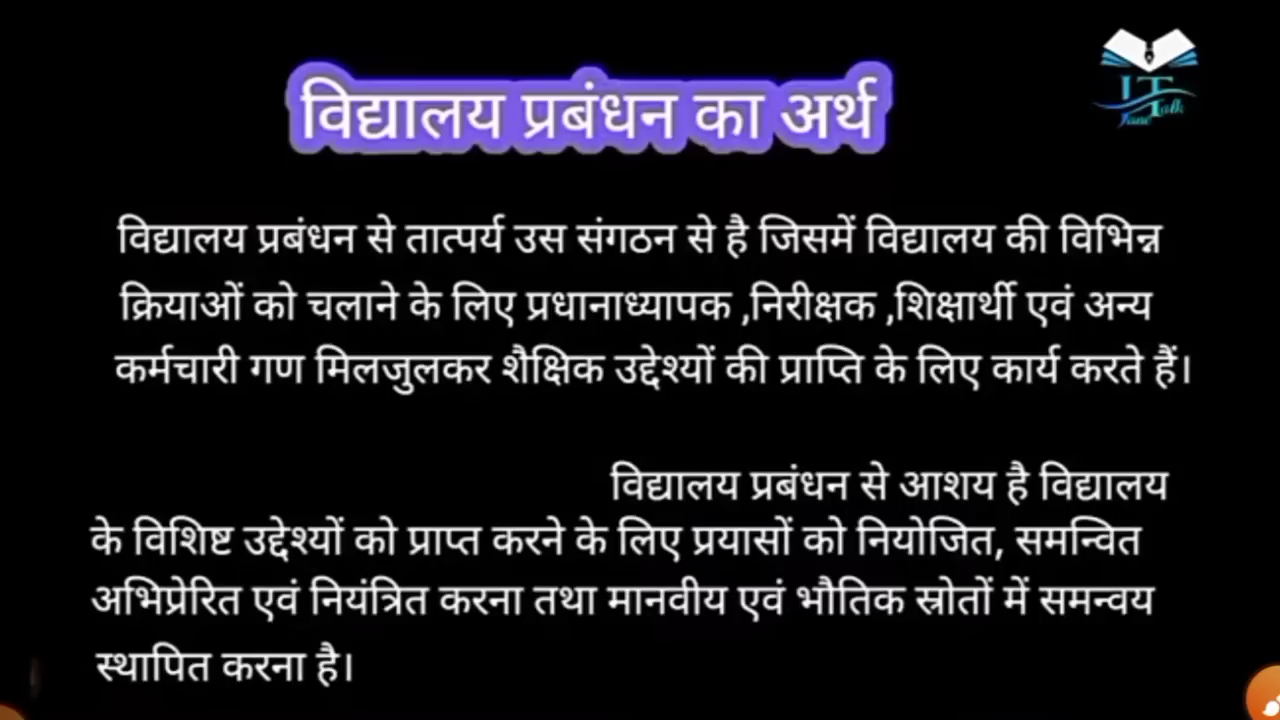 विद्यालय प्रबंधन का अर्थ
विद्यालय प्रबंधन से तात्पर्य उस संगठन से है जिसमें विद्यालय की विभिन्न
क्रियाओं को चलाने के लिए प्रधानाध्यापक ,निरीक्षक ,शिक्षार्थी एवं अन्य
कर्मचारी गण मिलजुलकर शैक्षिक उद्देश्यों की प्राप्ति के लिए कार्य करते हैं।
विद्यालय प्रबंधन से आशय है विद्यालय
के विशिष्ट उद्देश्यों को प्राप्त करने के लिए प्रयासों को नियोजित, समन्वित
अभिप्रेरित एवं नियंत्रित करना तथा मानवीय एवं भौतिक स्रोतों में समन्वय
स्थापित करना है।